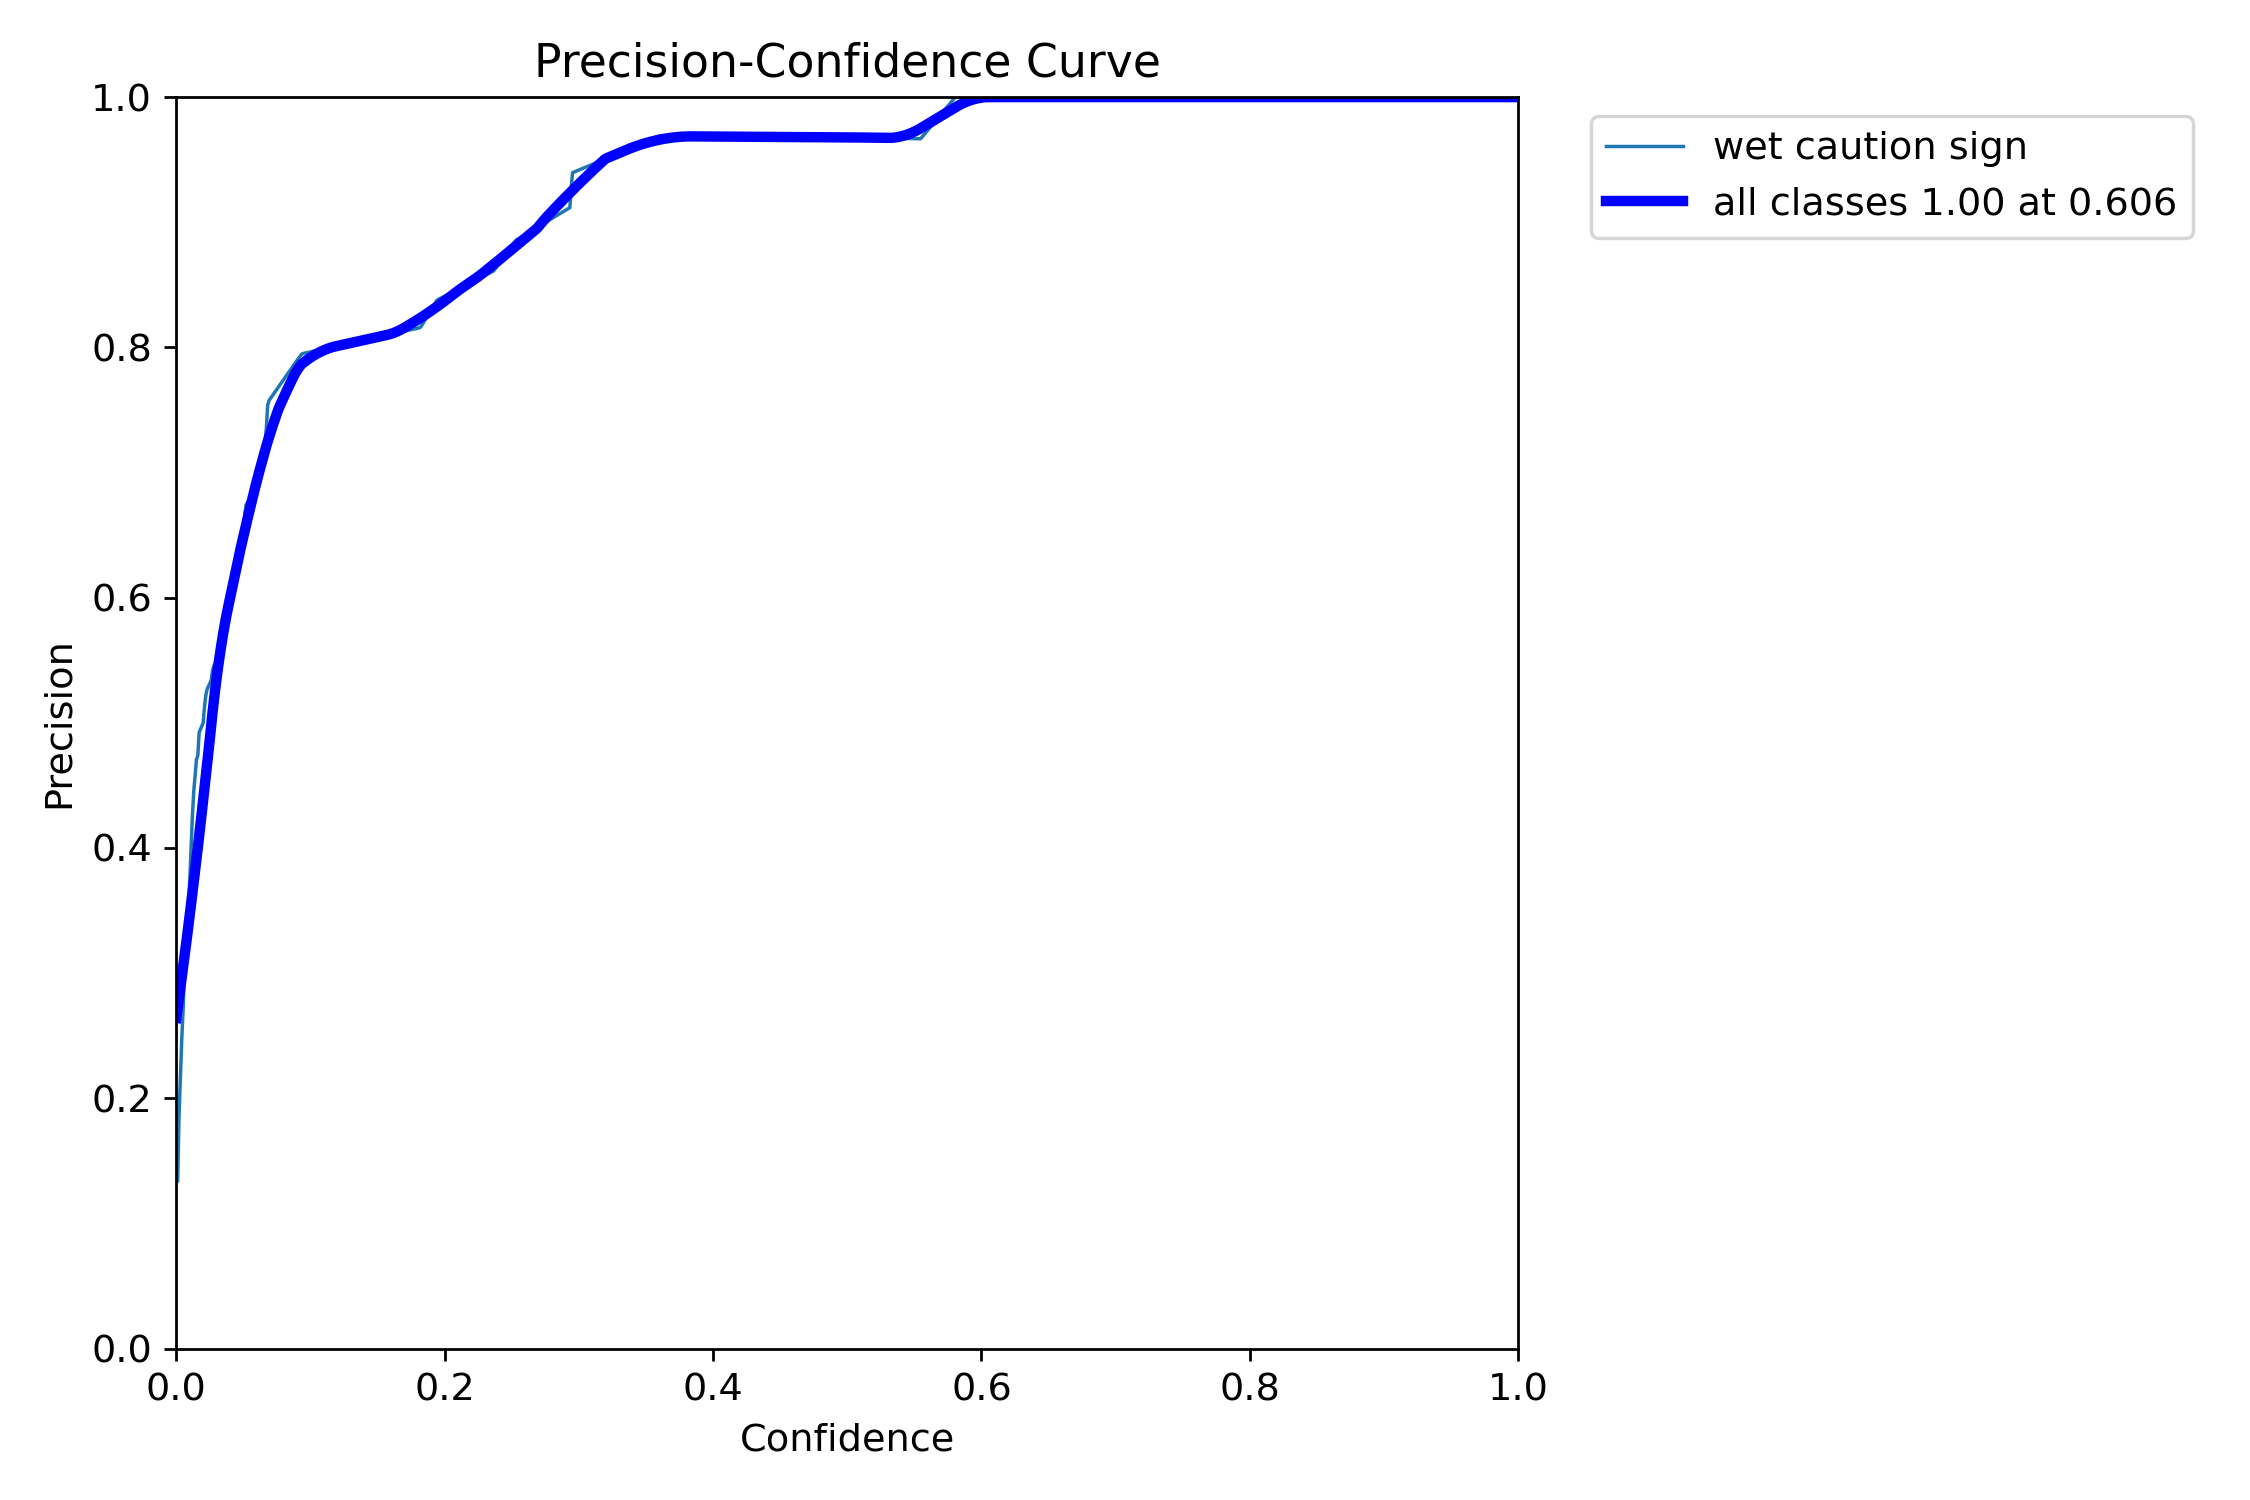 Precision-Confidence Curve
wet caution sign
all classes 1.00 at 0.606
1.0
0.8
0.6
0.4
0.2
0.0
Precision
0.0 0.2 0.4 0.6 0.8 1.0
Confidence